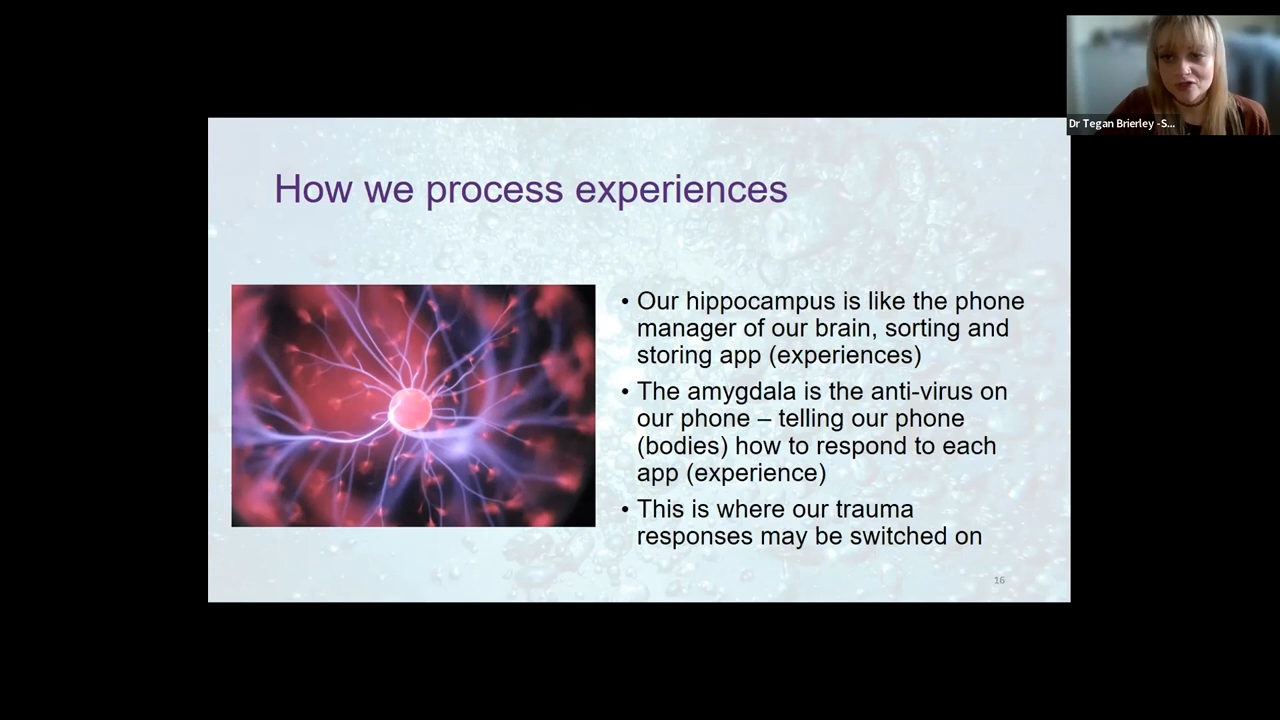 Dr Tegan Brierley -S...
How we process experiences
• Our hippocampus is like the phone
manager of our brain, sorting and
storing app (experiences)
• The amygdala is the anti-virus on
our phone – telling our phone
(bodies) how to respond to each
app (experience)
• This is where our trauma
responses may be switched on
16